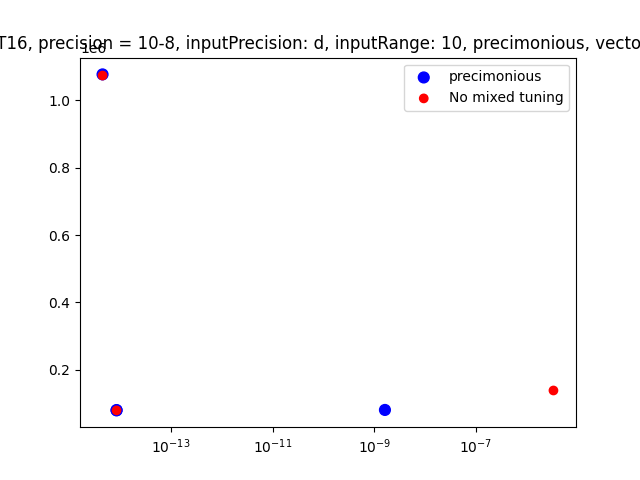 T16, precision = 10-8, inputPrecision: d, inputRange: 10, precimonious, vecto
1e6
precimonious
No mixed tuning
1.0
0.8
0.6
0.4
0.2
10⁻¹³ 10⁻¹¹ 10⁻⁹ 10⁻⁷